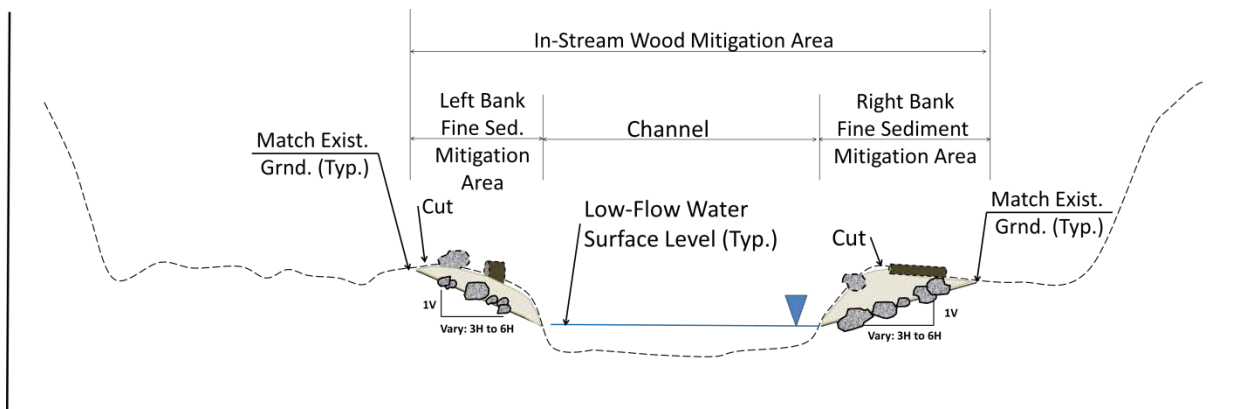 In-Stream Wood Mitigation Area
Left Bank
Fine Sed.
Mitigation
Area
Channel
Right Bank
Fine Sediment
Mitigation Area
Match Exist.
Grnd. (Typ.)
Cut
Low-Flow Water
Surface Level (Typ.)
Cut
Match Exist.
Grnd. (Typ.)
1V
Vary: 3H to 6H
1V
Vary: 3H to 6H